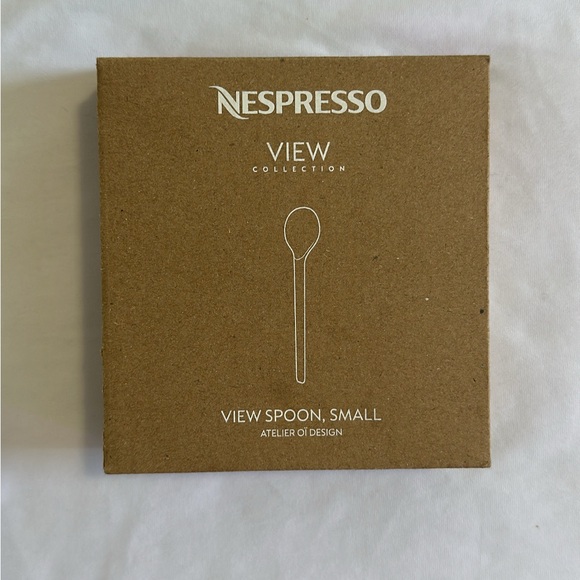 NESPRESSO
VIEW
COLLECTION
VIEW SPOON, SMALL
ATELIER OÏ DESIGN